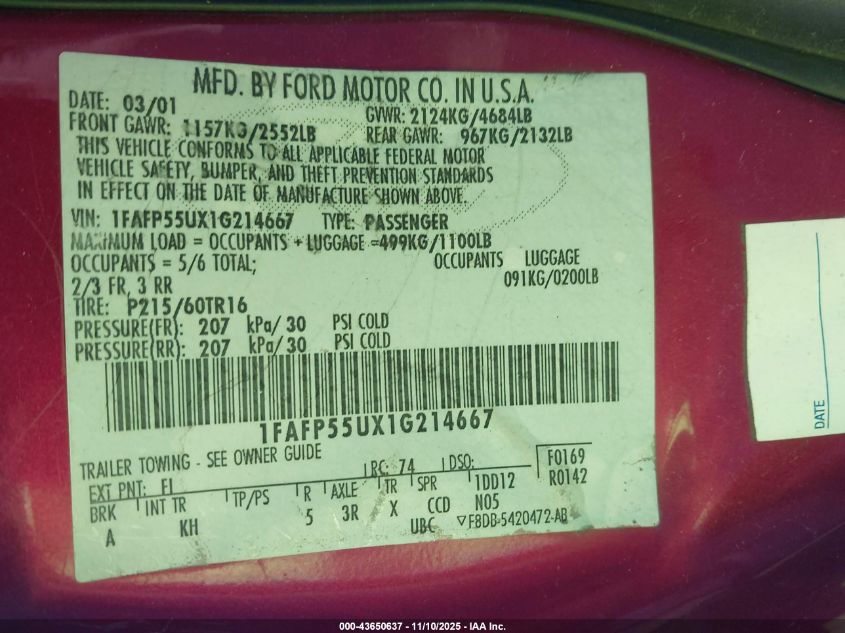 MFD. BY FORD MOTOR CO. IN U.S.A.
DATE: 03/01 GVWR: 2124KG/4684LB
FRONT GAWR: 1157KG/2552LB REAR GAWR: 967KG/2132LB
THIS VEHICLE CONFORMS TO ALL APPLICABLE FEDERAL MOTOR
VEHICLE SAFETY, BUMPER, AND THEFT PREVENTION STANDARDS
IN EFFECT ON THE DATE OF MANUFACTURE SHOWN ABOVE.
VIN: 1FAFP55UX1G214667 TYPE: PASSENGER
MAXIMUM LOAD = OCCUPANTS + LUGGAGE =499KG/1100LB
OCCUPANTS = 5/6 TOTAL; OCCUPANTS LUGGAGE
2/3 FR, 3 RR 091KG/0200LB
TIRE: P215/60TR16
PRESSURE(FR): 207 kPa/ 30 PSI COLD
PRESSURE(RR): 207 kPa/ 30 PSI COLD
1FAFP55UX1G214667
TRAILER TOWING - SEE OWNER GUIDE
EXT PNT: FI RC: 74 DSO: F0169
BRK INT TR TP/PS R AXLE TR SPR 1DD12 R0142
A KH 5 3R X CCD N05
UBC ▽F8DB-5420472-AB
DATE
000-43650637 - 11/10/2025 - IAA Inc.